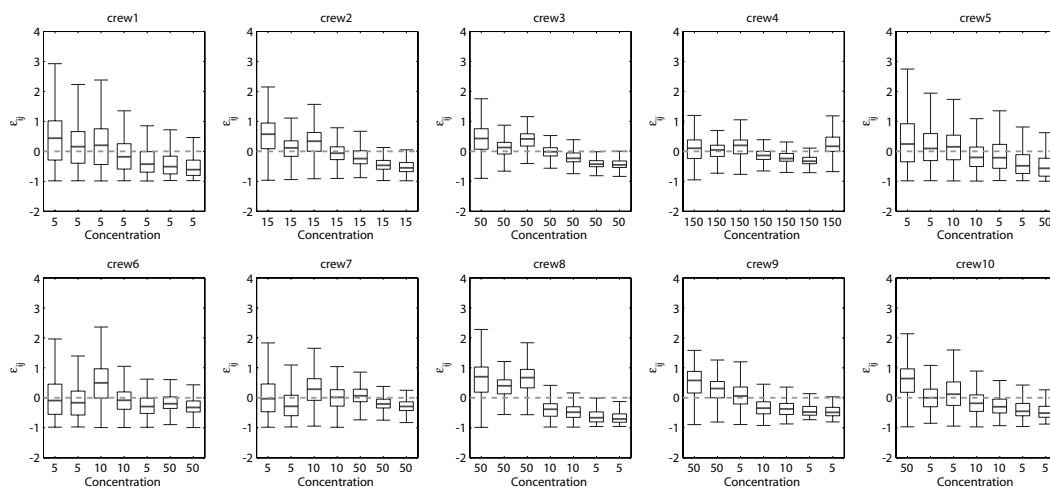 crew1 crew2 crew3 crew4 crew5
4 4 4 4 4
3 3 3 3 3
2 2 2 2 2
1 1 1 1 1
0 0 0 0 0
-1 -1 -1 -1 -1
-2 -2 -2 -2 -2
ε_ij ε_ij ε_ij ε_ij ε_ij
5 5 5 5 5 5 5 15 15 15 15 15 15 15 50 50 50 50 50 50 50 150 150 150 150 150 150 150 5 5 10 10 5 5 50
Concentration Concentration Concentration Concentration Concentration
crew6 crew7 crew8 crew9 crew10
4 4 4 4 4
3 3 3 3 3
2 2 2 2 2
1 1 1 1 1
0 0 0 0 0
-1 -1 -1 -1 -1
-2 -2 -2 -2 -2
ε_ij ε_ij ε_ij ε_ij ε_ij
5 5 10 10 5 50 50 5 5 10 10 50 50 50 50 50 50 10 10 5 5 50 50 5 10 10 5 5 50 5 5 10 10 5 5
Concentration Concentration Concentration Concentration Concentration